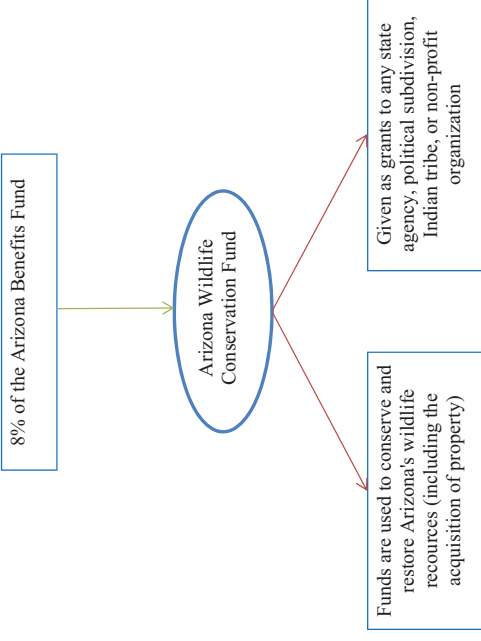 8% of the Arizona Benefits Fund
Arizona Wildlife
Conservation Fund
Funds are used to conserve and
restore Arizona's wildlife
recources (including the
acquisition of property)
Given as grants to any state
agency, political subdivision,
Indian tribe, or non-profit
organization